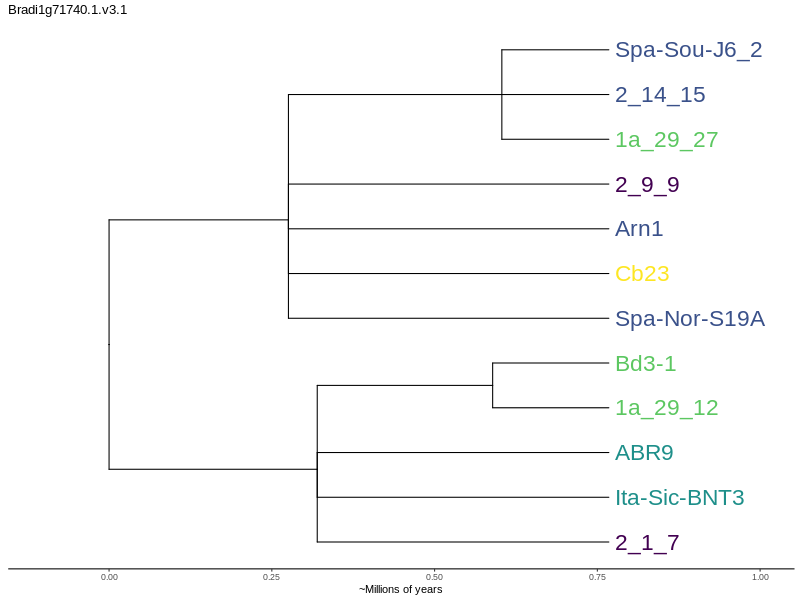 Bradi1g71740.1.v3.1
Spa-Sou-J6_2
2_14_15
1a_29_27
2_9_9
Arn1
Cb23
Spa-Nor-S19A
Bd3-1
1a_29_12
ABR9
Ita-Sic-BNT3
2_1_7
0.00 0.25 0.50 0.75 1.00
~Millions of years